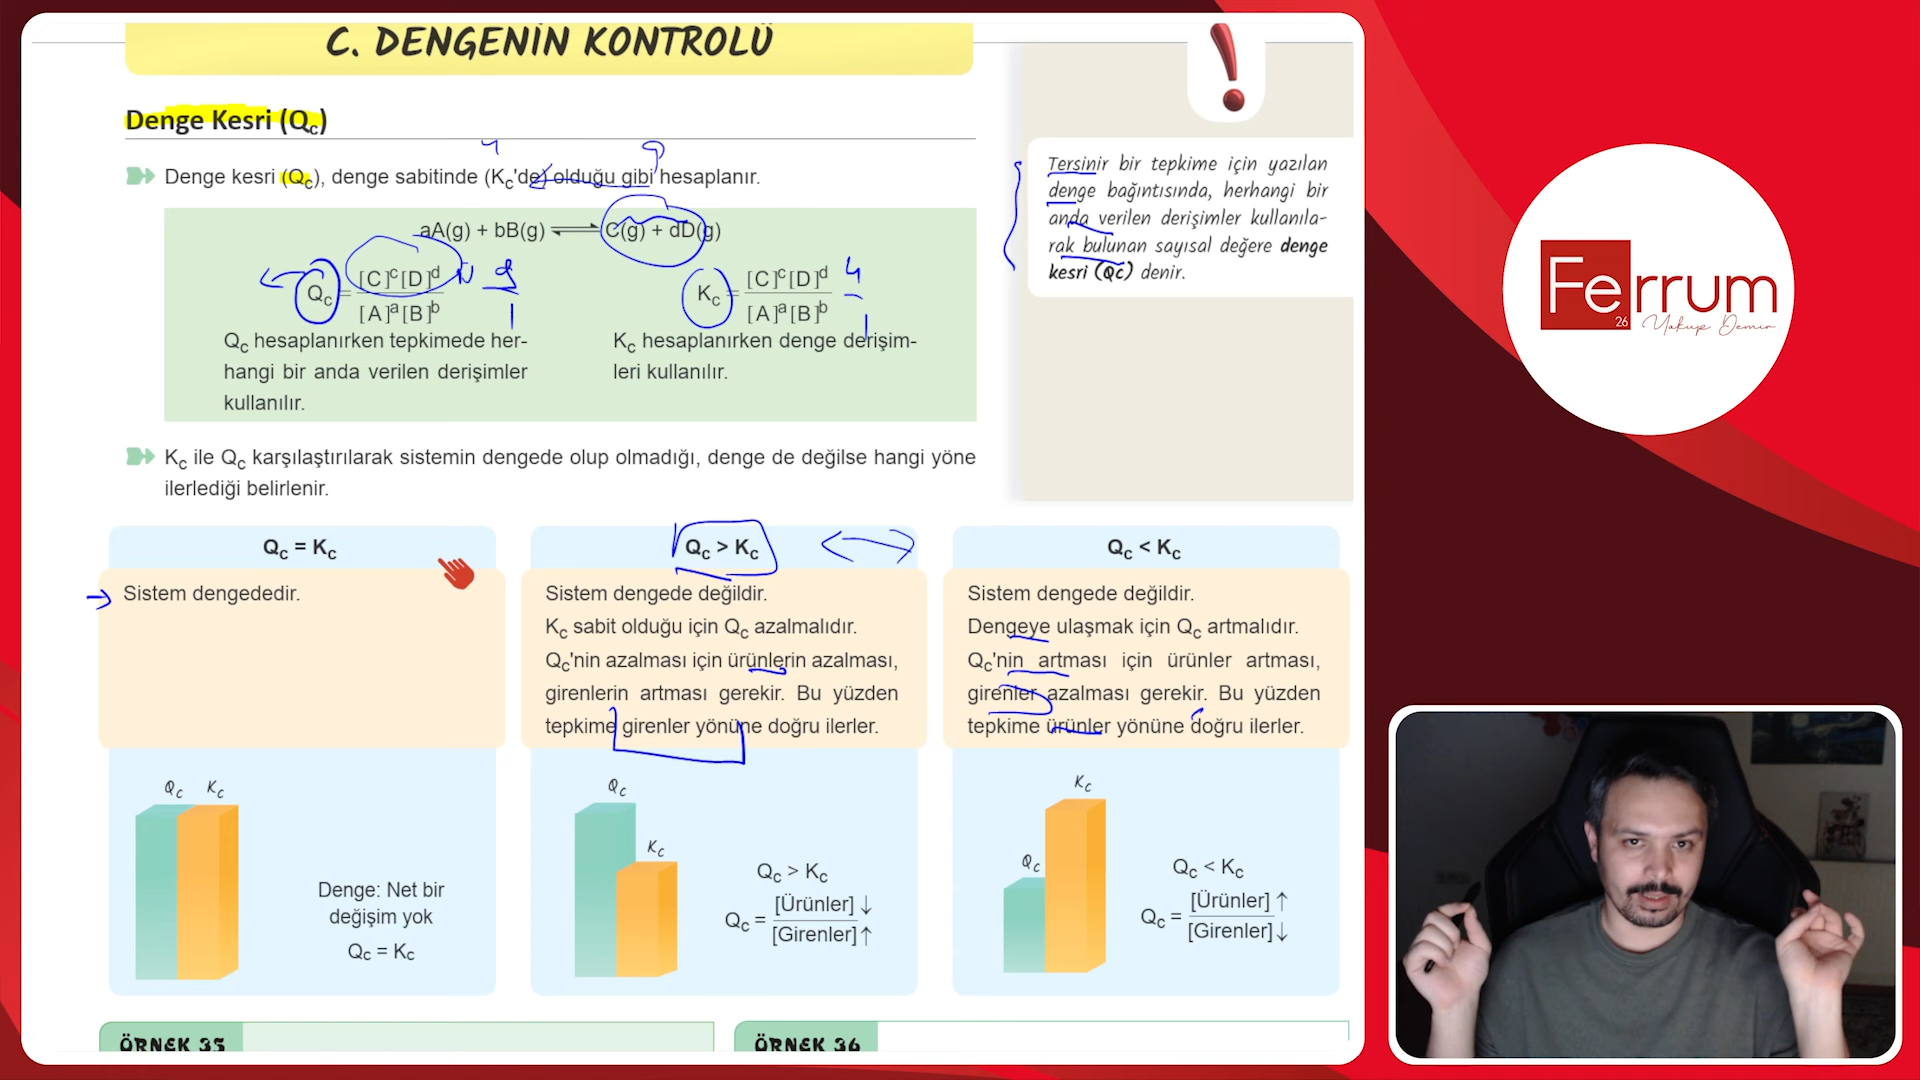 C. DENGENİN KONTROLÜ
Denge Kesri (Qc)
Denge kesri (Qc), denge sabitinde (Kc'de) olduğu gibi hesaplanır.
aA(g) + bB(g) ⇌ C(g) + dD(g)
Qc = [C]ᶜ[D]ᵈ / [A]ᵃ[B]ᵇ
Qc hesaplanırken tepkimede her-
hangi bir anda verilen derişimler
kullanılır.
Kc = [C]ᶜ[D]ᵈ / [A]ᵃ[B]ᵇ
4
1
Kc hesaplanırken denge derişim-
leri kullanılır.
Tersinir bir tepkime için yazılan
denge bağıntısında, herhangi bir
anda verilen derişimler kullanıla-
rak bulunan sayısal değere denge
kesri (Qc) denir.
Kc ile Qc karşılaştırılarak sistemin dengede olup olmadığı, denge de değilse hangi yöne
ilerlediği belirlenir.
Qc = Kc
Sistem dengededir.
Qc Kc
Denge: Net bir
değişim yok
Qc = Kc
Qc > Kc
Sistem dengede değildir.
Kc sabit olduğu için Qc azalmalıdır.
Qc'nin azalması için ürünlerin azalması,
girenlerin artması gerekir. Bu yüzden
tepkime girenler yönüne doğru ilerler.
Qc
Kc
Qc > Kc
Qc = [Ürünler]↓ / [Girenler]↑
Qc < Kc
Sistem dengede değildir.
Dengeye ulaşmak için Qc artmalıdır.
Qc'nin artması için ürünler artması,
girenler azalması gerekir. Bu yüzden
tepkime ürünler yönüne doğru ilerler.
Kc
Qc
Qc < Kc
Qc = [Ürünler]↑ / [Girenler]↓
ÖRNEK 35
ÖRNEK 36
Ferrum
26
Yakup Demir